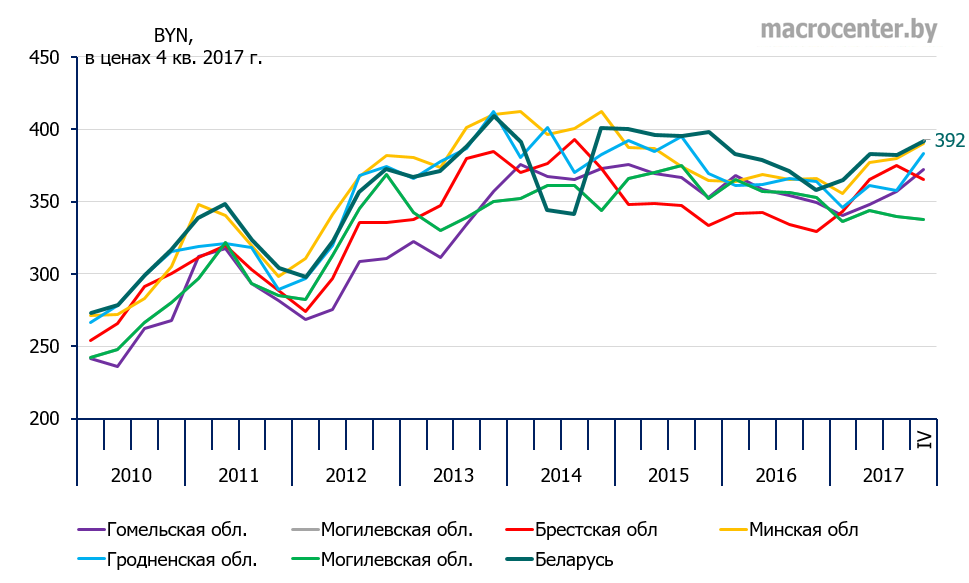 macrocenter.by
BYN,
в ценах 4 кв. 2017 г.
450
400
392
350
300
250
200
IV
2010 2011 2012 2013 2014 2015 2016 2017
Гомельская обл. Могилевская обл. Брестская обл Минская обл
Гродненская обл. Могилевская обл. Беларусь